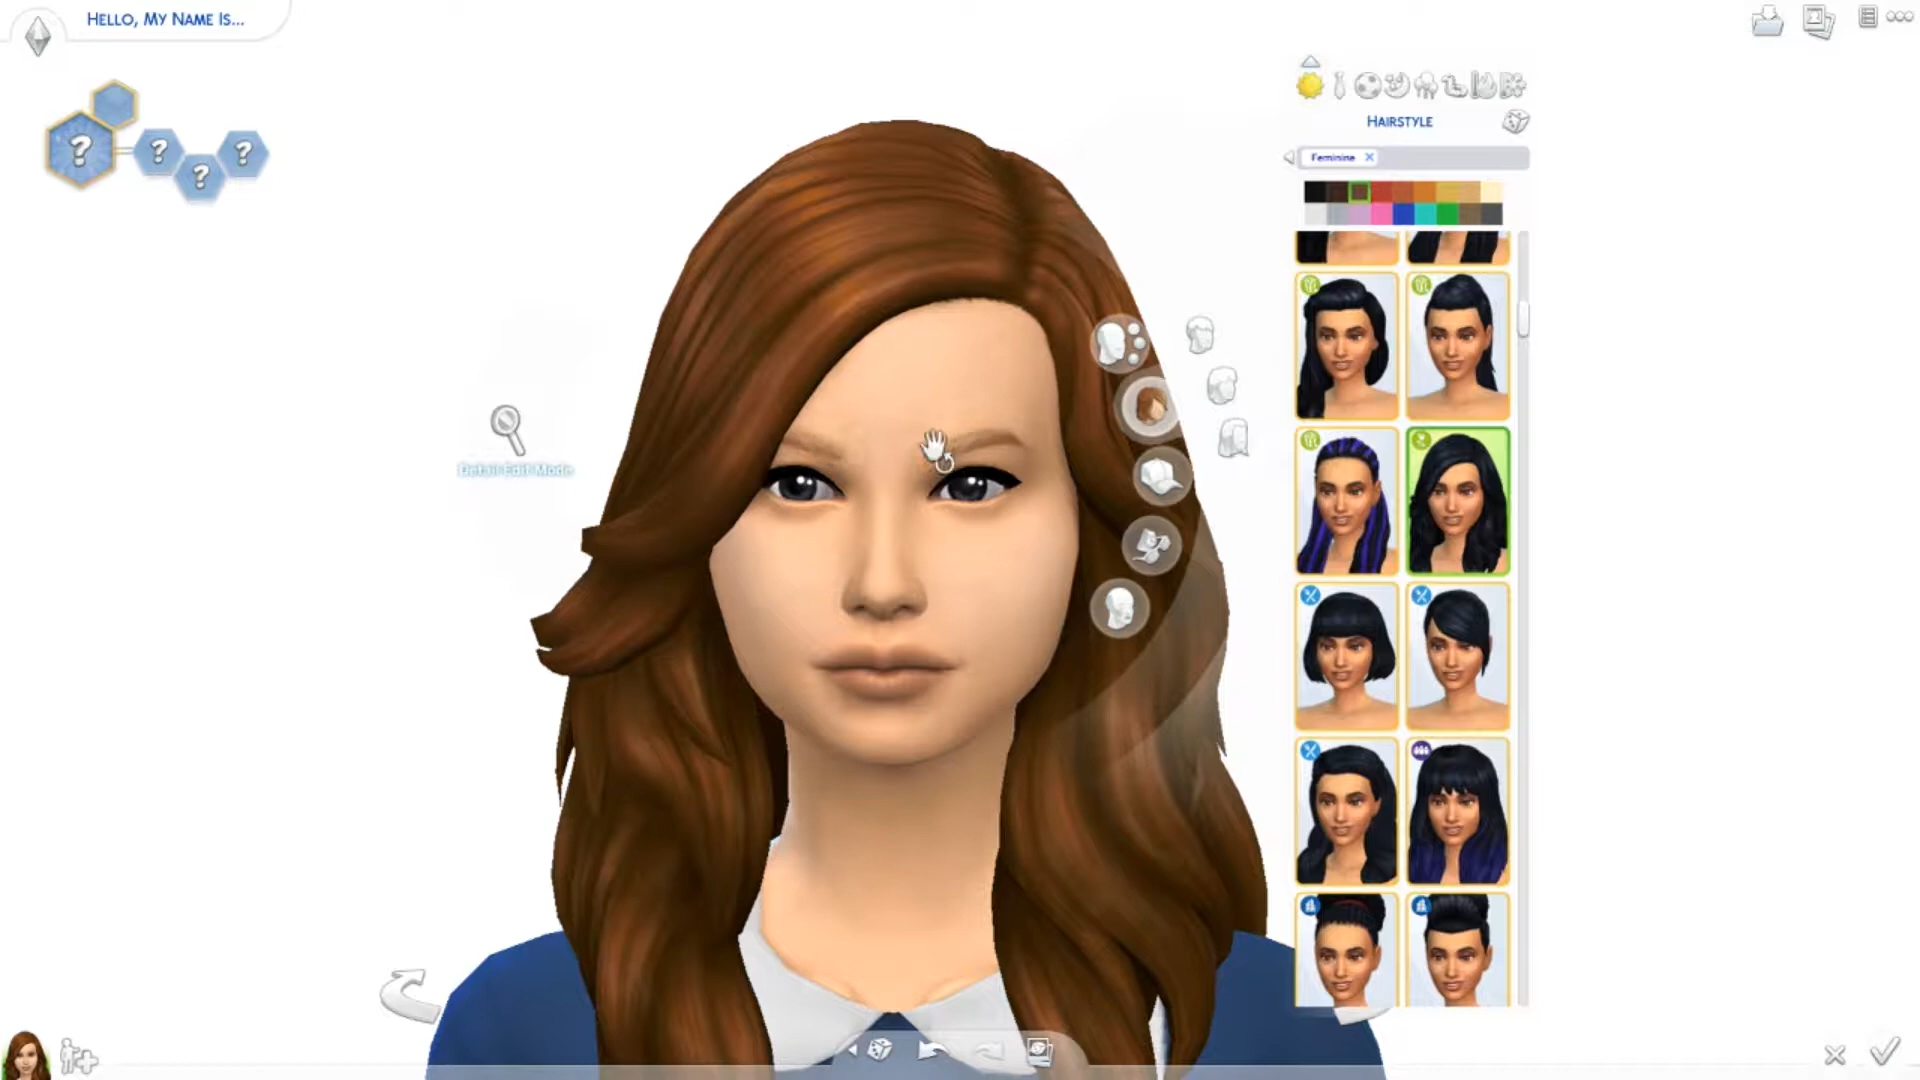 Hello, My Name Is...
Hairstyle
Feminine
? ? ? ?
Detail Edit Mode